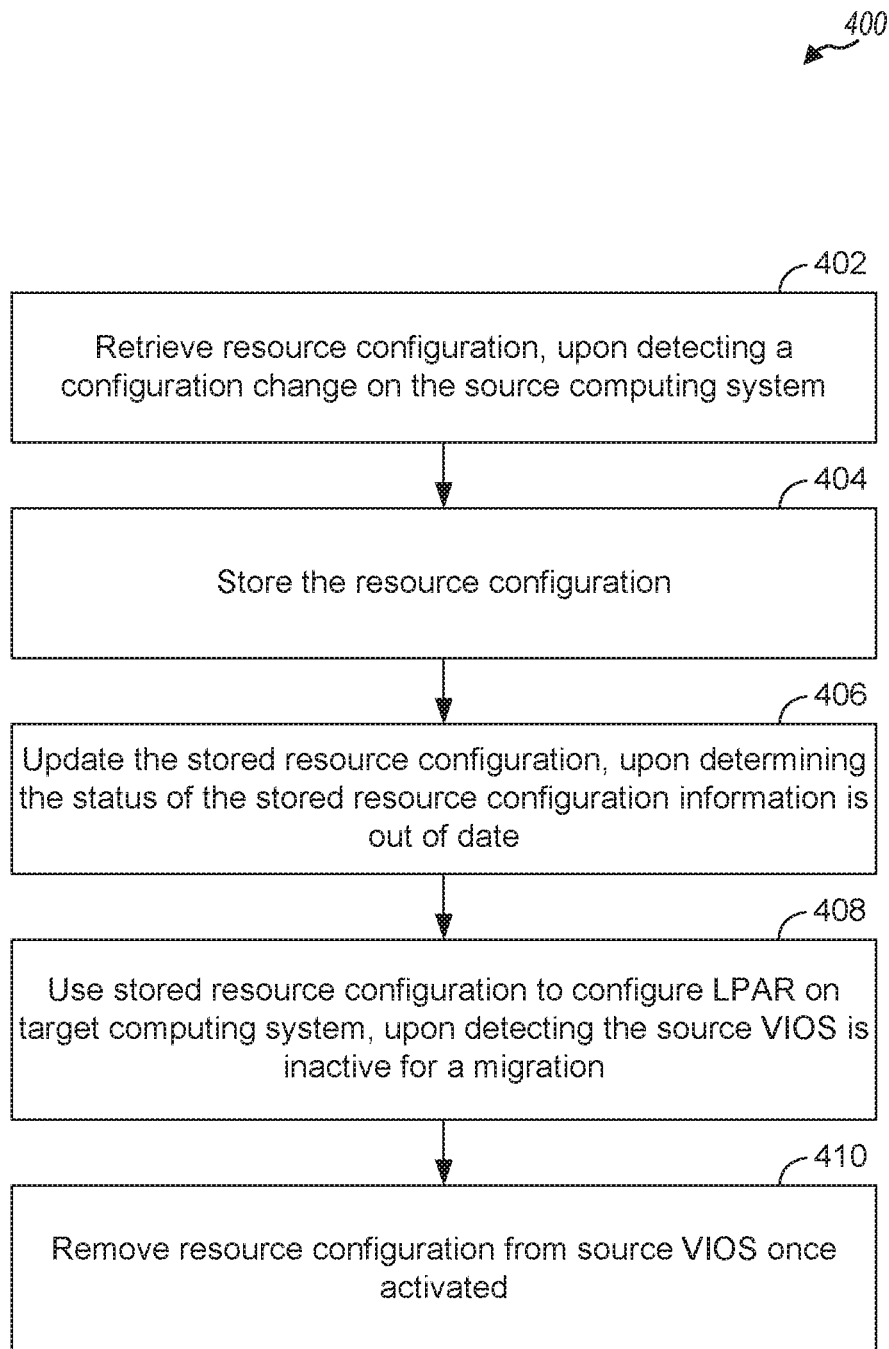 400
402
Retrieve resource configuration, upon detecting a
configuration change on the source computing system
404
Store the resource configuration
406
Update the stored resource configuration, upon determining
the status of the stored resource configuration information is
out of date
408
Use stored resource configuration to configure LPAR on
target computing system, upon detecting the source VIOS is
inactive for a migration
410
Remove resource configuration from source VIOS once
activated